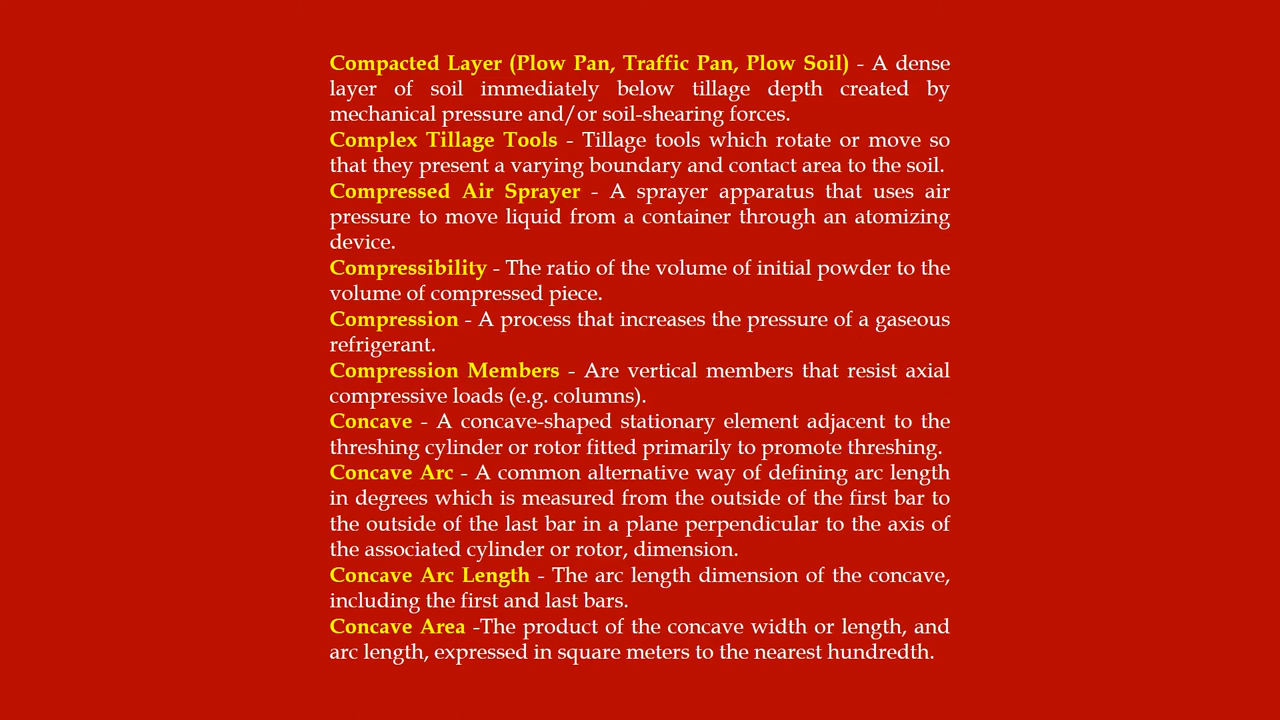 Compacted Layer (Plow Pan, Traffic Pan, Plow Soil) - A dense
layer of soil immediately below tillage depth created by
mechanical pressure and/or soil-shearing forces.
Complex Tillage Tools - Tillage tools which rotate or move so
that they present a varying boundary and contact area to the soil.
Compressed Air Sprayer - A sprayer apparatus that uses air
pressure to move liquid from a container through an atomizing
device.
Compressibility - The ratio of the volume of initial powder to the
volume of compressed piece.
Compression - A process that increases the pressure of a gaseous
refrigerant.
Compression Members - Are vertical members that resist axial
compressive loads (e.g. columns).
Concave - A concave-shaped stationary element adjacent to the
threshing cylinder or rotor fitted primarily to promote threshing.
Concave Arc - A common alternative way of defining arc length
in degrees which is measured from the outside of the first bar to
the outside of the last bar in a plane perpendicular to the axis of
the associated cylinder or rotor, dimension.
Concave Arc Length - The arc length dimension of the concave,
including the first and last bars.
Concave Area -The product of the concave width or length, and
arc length, expressed in square meters to the nearest hundredth.